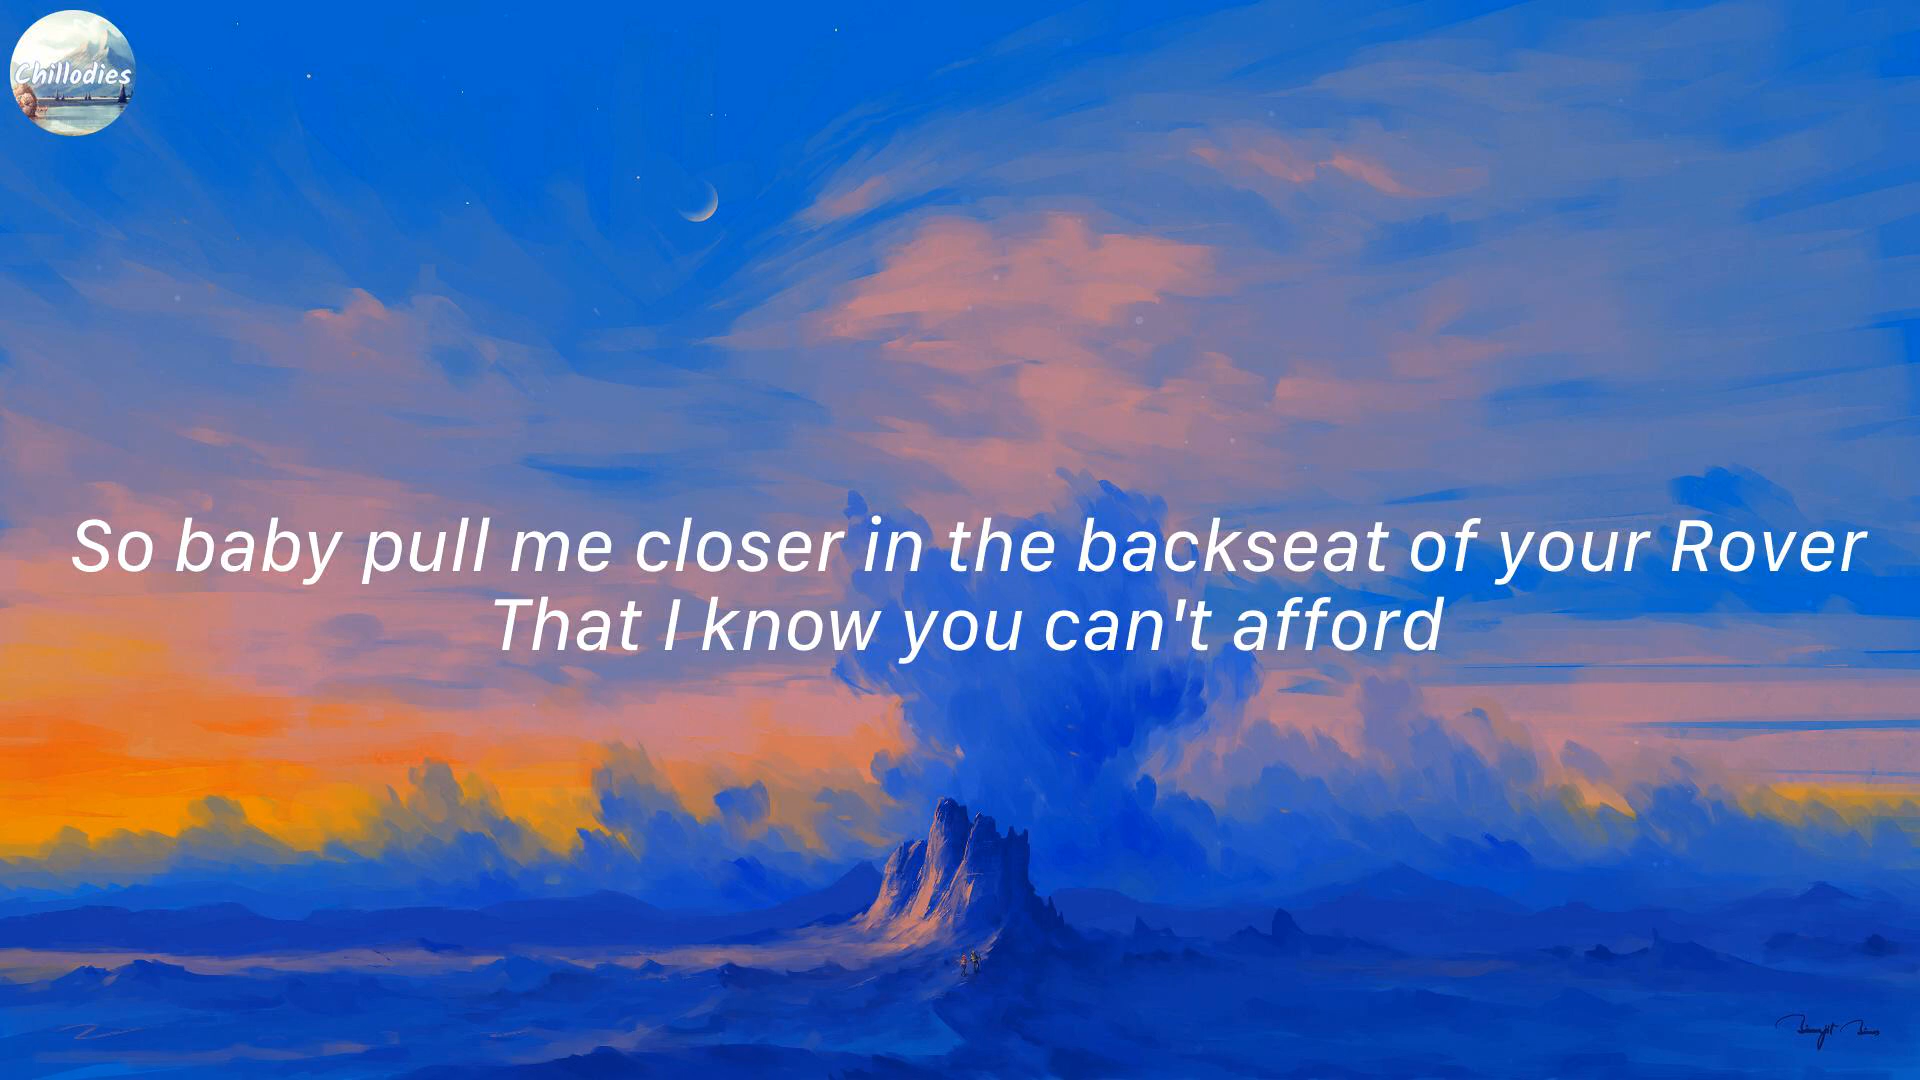 Chillodies
So baby pull me closer in the backseat of your Rover
That I know you can't afford